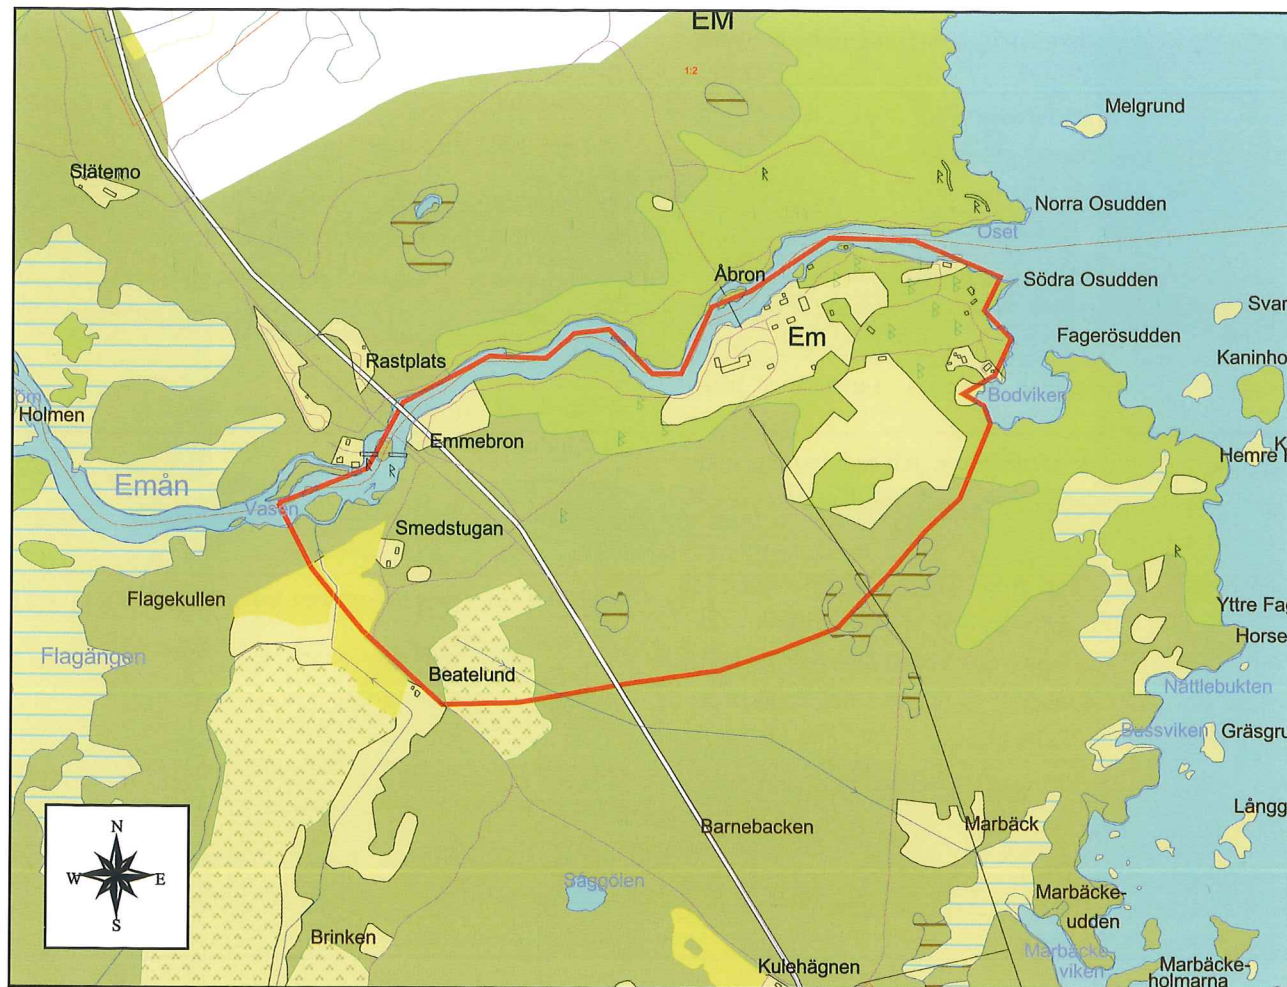 EM
1:2
Melgrund
Slätemo
Norra Osudden
Oset
Åbron
Södra Osudden
Svar
Em
Fagerösudden
Rastplats
Kaninho
Bodviken
Holmen
Emmebron
K
Hemre
Emån
Vasen
Smedstugan
Flagekullen
Yttre Fag
Horse
Flagängen
Beatelund
Nättlebukten
Bussviken
Gräsgru
Långg
Barnebacken
Marbäck
N
W E
S
Såggölen
Marbäcke-
udden
Brinken
Marbäcke-
viken
Kulehägnen
Marbäcke-
holmarna